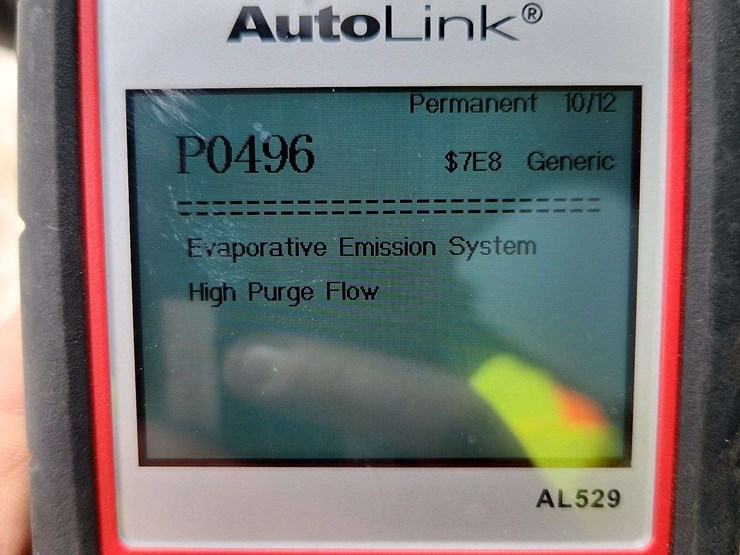 AutoLink®
Permanent 10/12
P0496 $7E8 Generic
================================
Evaporative Emission System
High Purge Flow
AL529